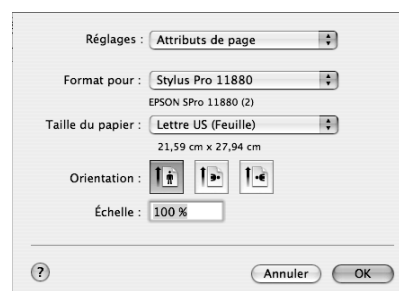 Réglages : Attributs de page
Format pour : Stylus Pro 11880
EPSON SPro 11880 (2)
Taille du papier : Lettre US (Feuille)
21,59 cm x 27,94 cm
Orientation :
Échelle : 100 %
? Annuler OK